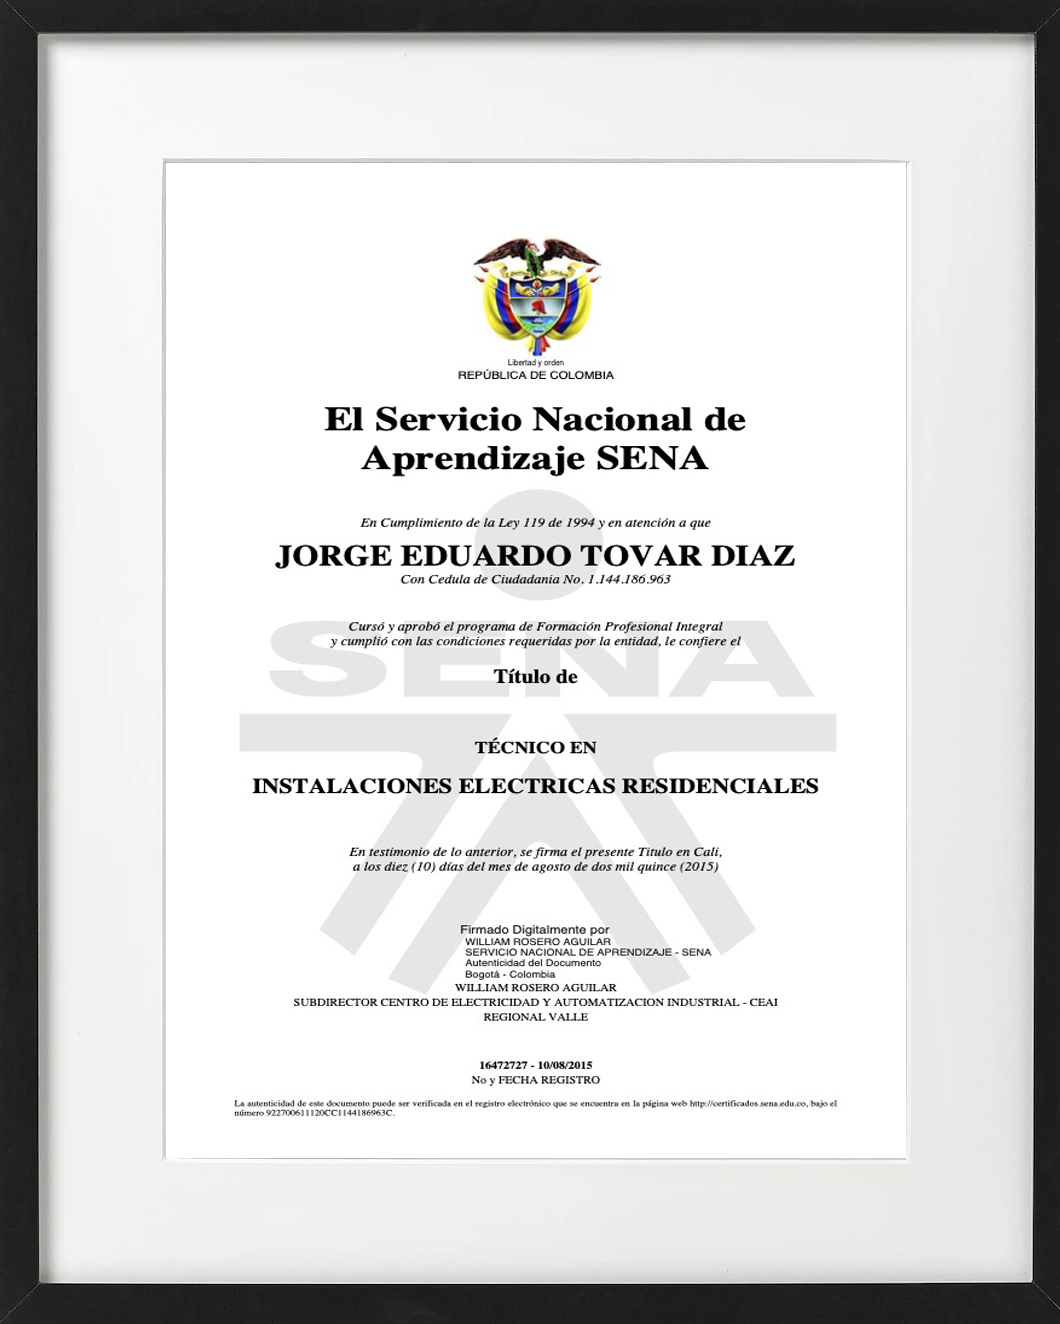 Libertad y orden
REPÚBLICA DE COLOMBIA
El Servicio Nacional de
Aprendizaje SENA
En Cumplimiento de la Ley 119 de 1994 y en atención a que
JORGE EDUARDO TOVAR DIAZ
Con Cedula de Ciudadania No. 1.144.186.963
Cursó y aprobó el programa de Formación Profesional Integral
y cumplió con las condiciones requeridas por la entidad, le confiere el
SENA
Título de
TÉCNICO EN
INSTALACIONES ELECTRICAS RESIDENCIALES
En testimonio de lo anterior, se firma el presente Titulo en Cali,
a los diez (10) días del mes de agosto de dos mil quince (2015)
Firmado Digitalmente por
WILLIAM ROSERO AGUILAR
SERVICIO NACIONAL DE APRENDIZAJE - SENA
Autenticidad del Documento
Bogotá - Colombia
WILLIAM ROSERO AGUILAR
SUBDIRECTOR CENTRO DE ELECTRICIDAD Y AUTOMATIZACION INDUSTRIAL - CEAI
REGIONAL VALLE
16472727 - 10/08/2015
No y FECHA REGISTRO
La autenticidad de este documento puede ser verificada en el registro electrónico que se encuentra en la página web http://certificados.sena.edu.co, bajo el
número 922700611120CC1144186963C.